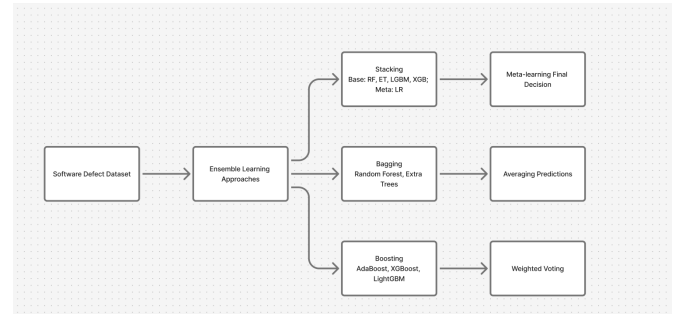 Stacking
Base: RF, ET, LGBM, XGB;
Meta: LR
Meta-learning Final
Decision
Software Defect Dataset
Ensemble Learning
Approaches
Bagging
Random Forest, Extra
Trees
Averaging Predictions
Boosting
AdaBoost, XGBoost,
LightGBM
Weighted Voting